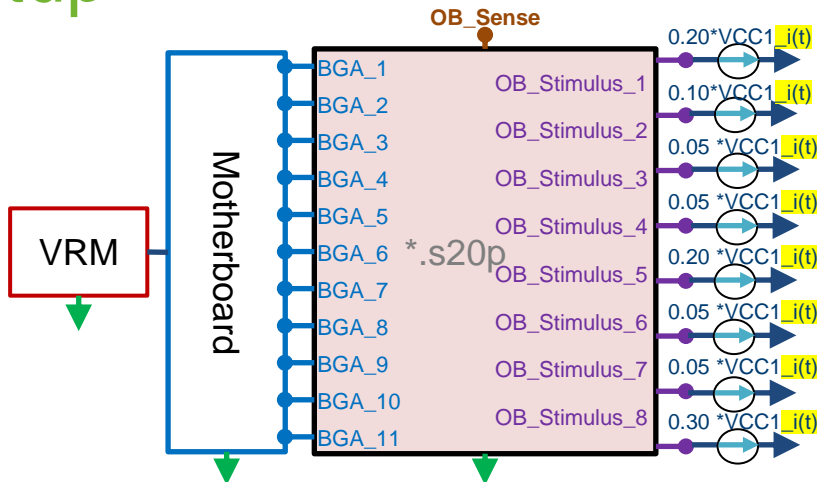 OB_Sense
VRM
Motherboard
BGA_1
BGA_2
BGA_3
BGA_4
BGA_5
BGA_6
BGA_7
BGA_8
BGA_9
BGA_10
BGA_11
*.s20p
OB_Stimulus_1
OB_Stimulus_2
OB_Stimulus_3
OB_Stimulus_4
OB_Stimulus_5
OB_Stimulus_6
OB_Stimulus_7
OB_Stimulus_8
0.20*VCC1_i(t)
0.10*VCC1_i(t)
0.05 *VCC1_i(t)
0.05 *VCC1_i(t)
0.20 *VCC1_i(t)
0.05 *VCC1_i(t)
0.05 *VCC1_i(t)
0.30 *VCC1_i(t)